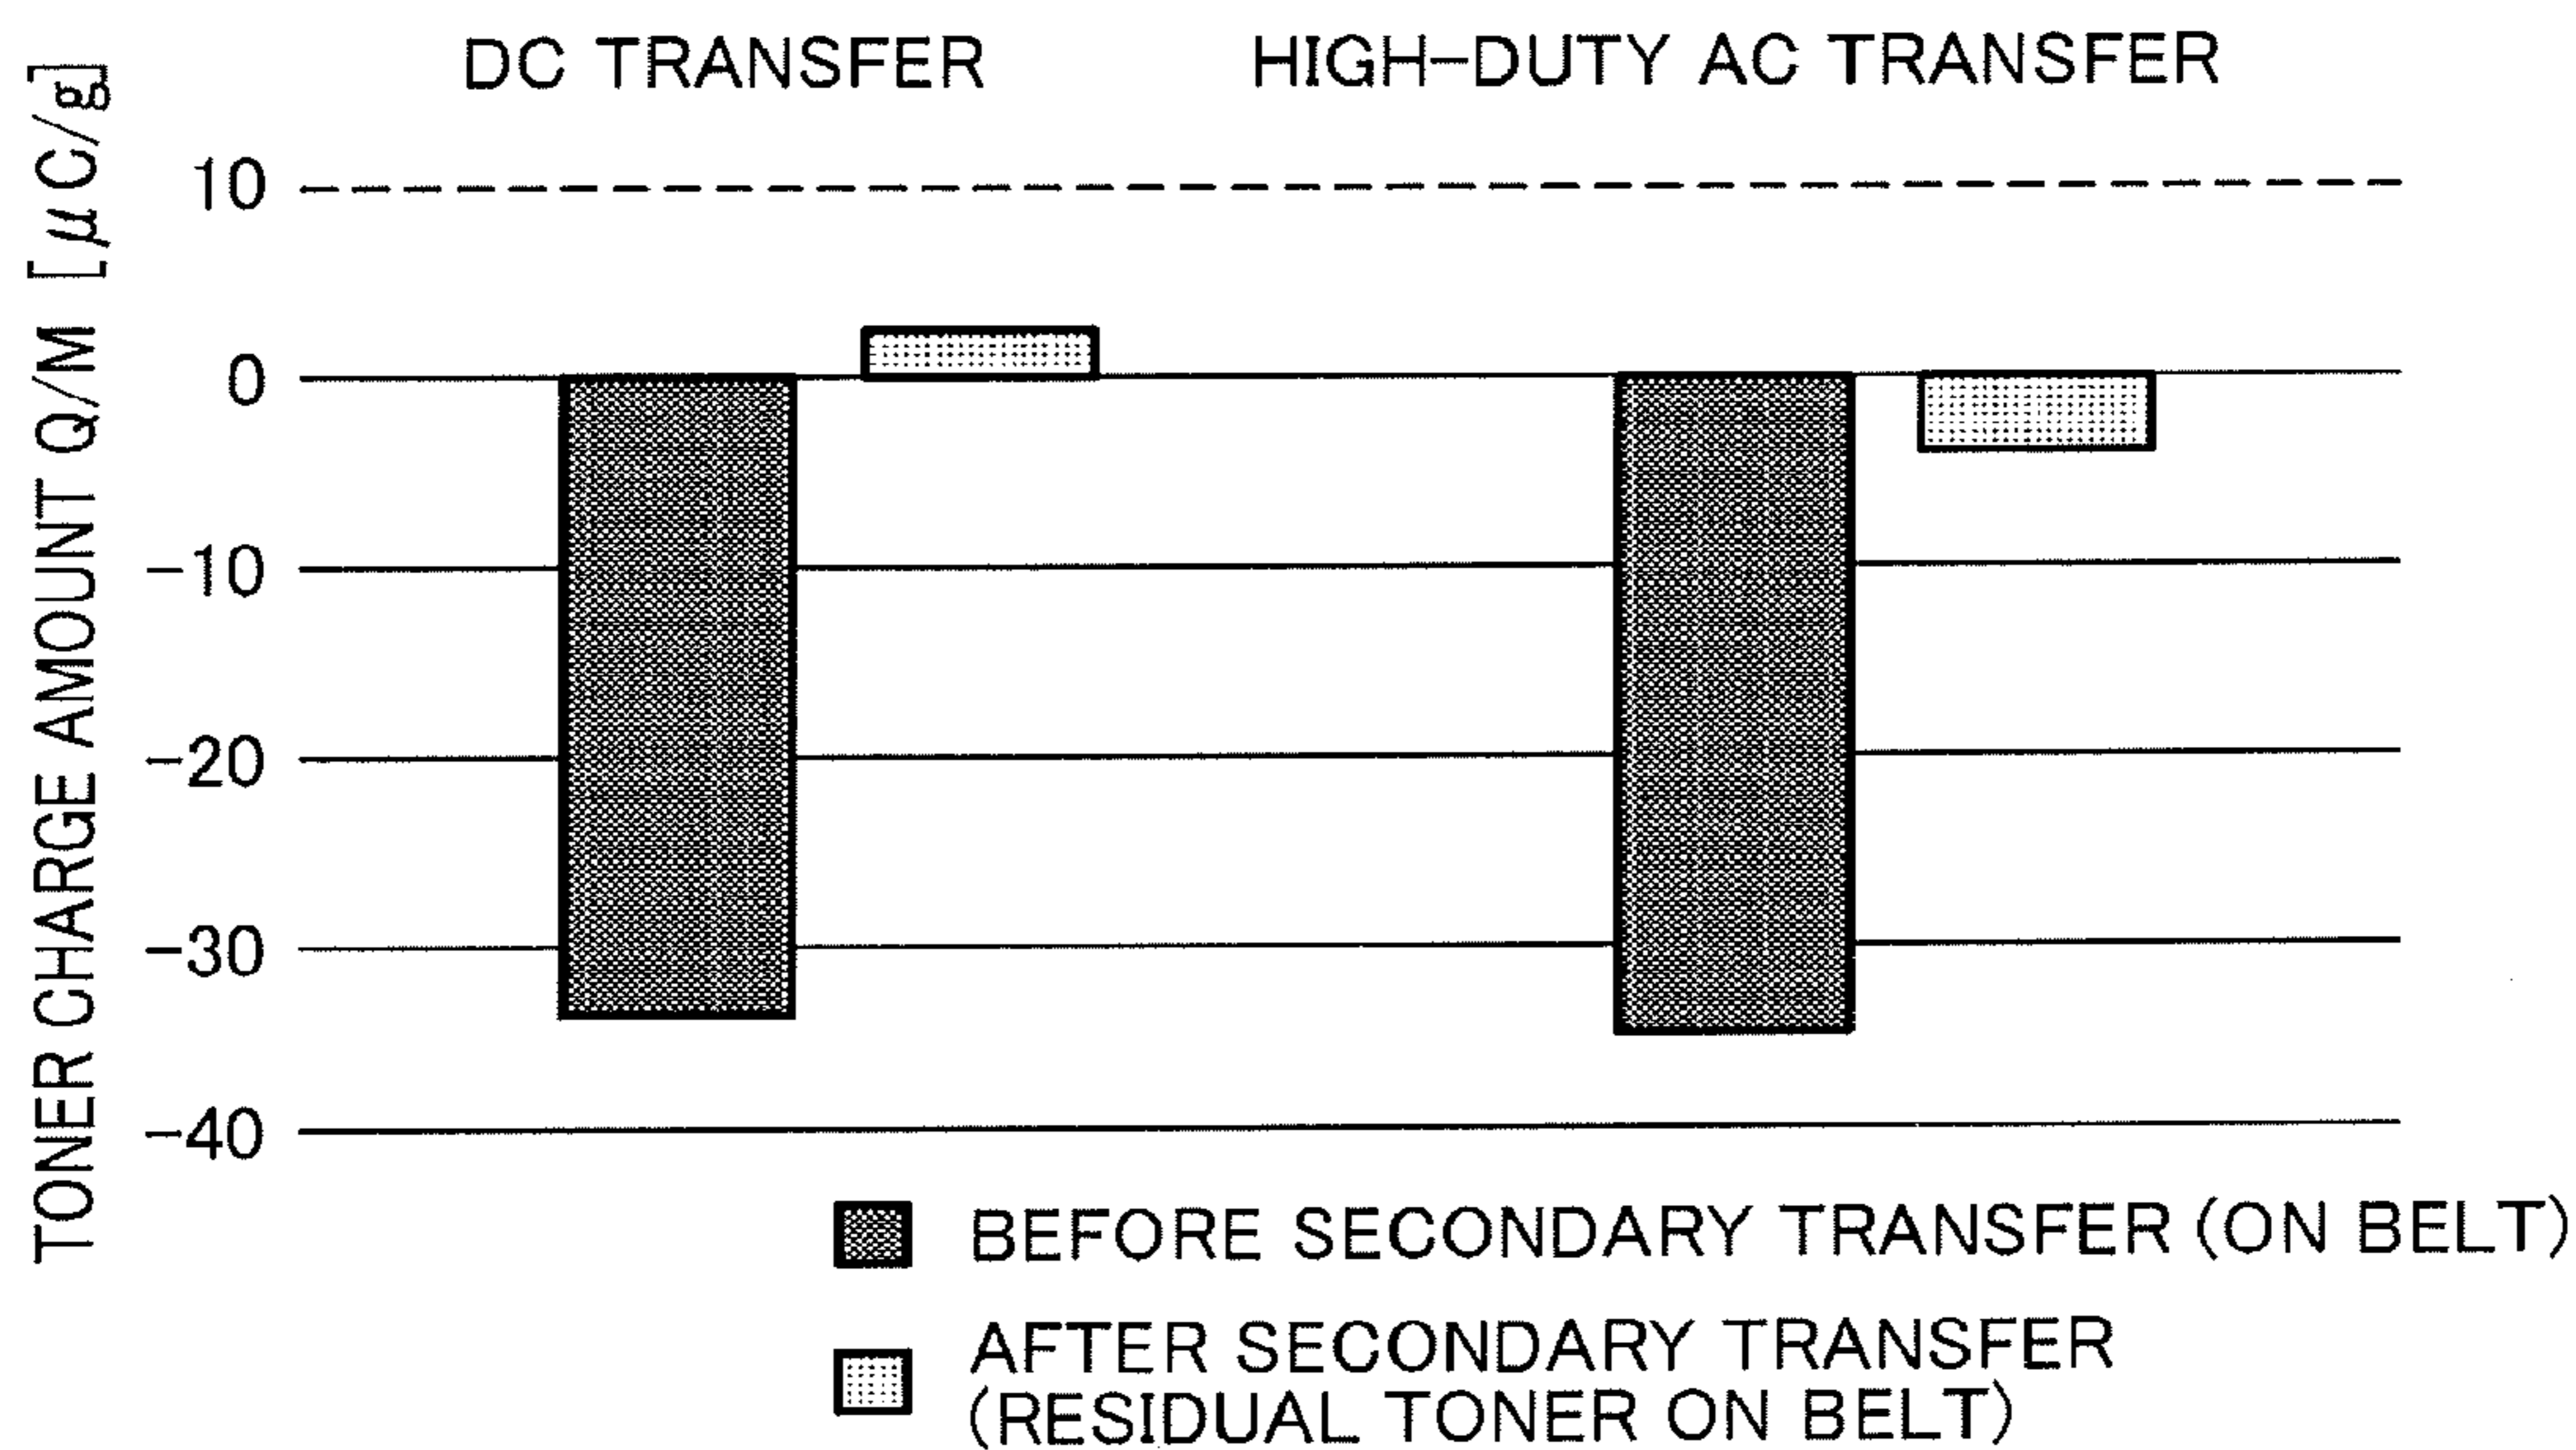 DC TRANSFER
HIGH-DUTY AC TRANSFER
TONER CHARGE AMOUNT Q/M [μC/g]
10
0
-10
-20
-30
-40
BEFORE SECONDARY TRANSFER (ON BELT)
AFTER SECONDARY TRANSFER
(RESIDUAL TONER ON BELT)